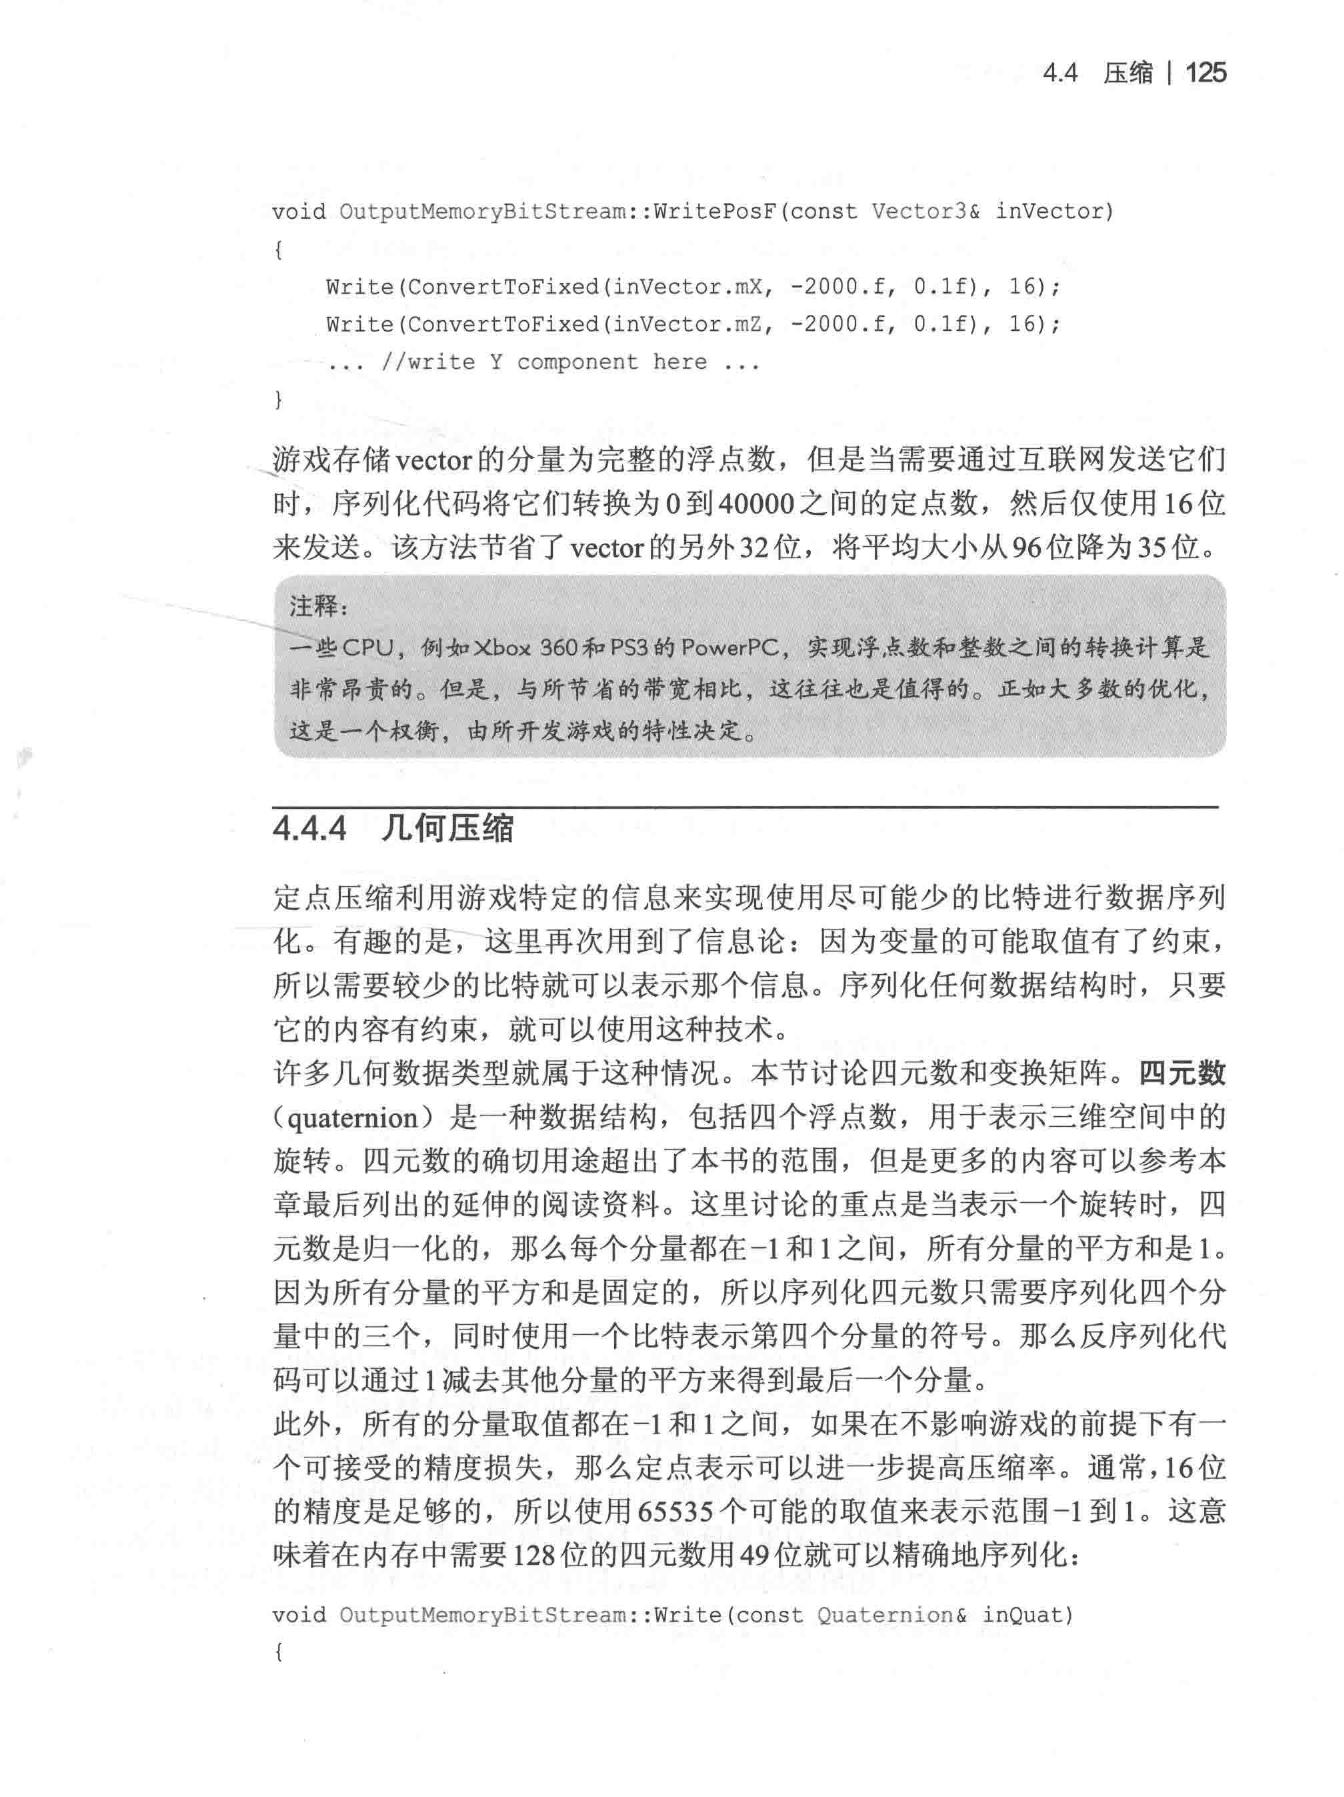 4.4 压缩 | 125
void OutputMemoryBitStream::WritePosF(const Vector3& inVector)
{
Write(ConvertToFixed(inVector.mX, -2000.f, 0.1f), 16);
Write(ConvertToFixed(inVector.mZ, -2000.f, 0.1f), 16);
... //write Y component here ...
}
游戏存储vector的分量为完整的浮点数，但是当需要通过互联网发送它们
时，序列化代码将它们转换为0到40000之间的定点数，然后仅使用16位
来发送。该方法节省了vector的另外32位，将平均大小从96位降为35位。
注释：
一些CPU，例如Xbox 360和PS3的PowerPC，实现浮点数和整数之间的转换计算是
非常昂贵的。但是，与所节省的带宽相比，这往往也是值得的。正如大多数的优化，
这是一个权衡，由所开发游戏的特性决定。
4.4.4 几何压缩
定点压缩利用游戏特定的信息来实现使用尽可能少的比特进行数据序列
化。有趣的是，这里再次用到了信息论：因为变量的可能取值有了约束，
所以需要较少的比特就可以表示那个信息。序列化任何数据结构时，只要
它的内容有约束，就可以使用这种技术。
许多几何数据类型就属于这种情况。本节讨论四元数和变换矩阵。四元数
（quaternion）是一种数据结构，包括四个浮点数，用于表示三维空间中的
旋转。四元数的确切用途超出了本书的范围，但是更多的内容可以参考本
章最后列出的延伸的阅读资料。这里讨论的重点是当表示一个旋转时，四
元数是归一化的，那么每个分量都在−1和1之间，所有分量的平方和是1。
因为所有分量的平方和是固定的，所以序列化四元数只需要序列化四个分
量中的三个，同时使用一个比特表示第四个分量的符号。那么反序列化代
码可以通过1减去其他分量的平方来得到最后一个分量。
此外，所有的分量取值都在−1和1之间，如果在不影响游戏的前提下有一
个可接受的精度损失，那么定点表示可以进一步提高压缩率。通常，16位
的精度是足够的，所以使用65535个可能的取值来表示范围−1到1。这意
味着在内存中需要128位的四元数用49位就可以精确地序列化：
void OutputMemoryBitStream::Write(const Quaternion& inQuat)
{